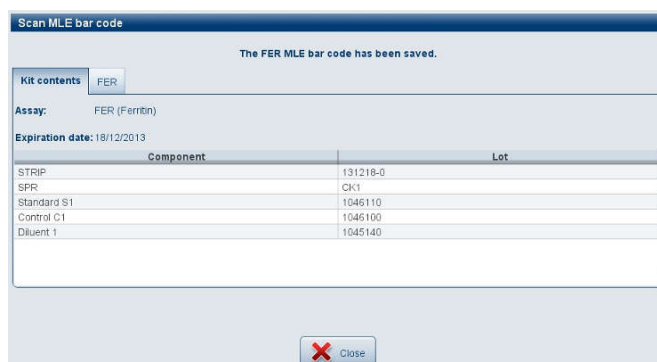 Scan MLE bar code
The FER MLE bar code has been saved.
Kit contents FER
Assay: FER (Ferritin)
Expiration date: 18/12/2013
Component Lot
STRIP 131218-0
SPR CK1
Standard S1 1046110
Control C1 1046100
Diluent 1 1045140
Close